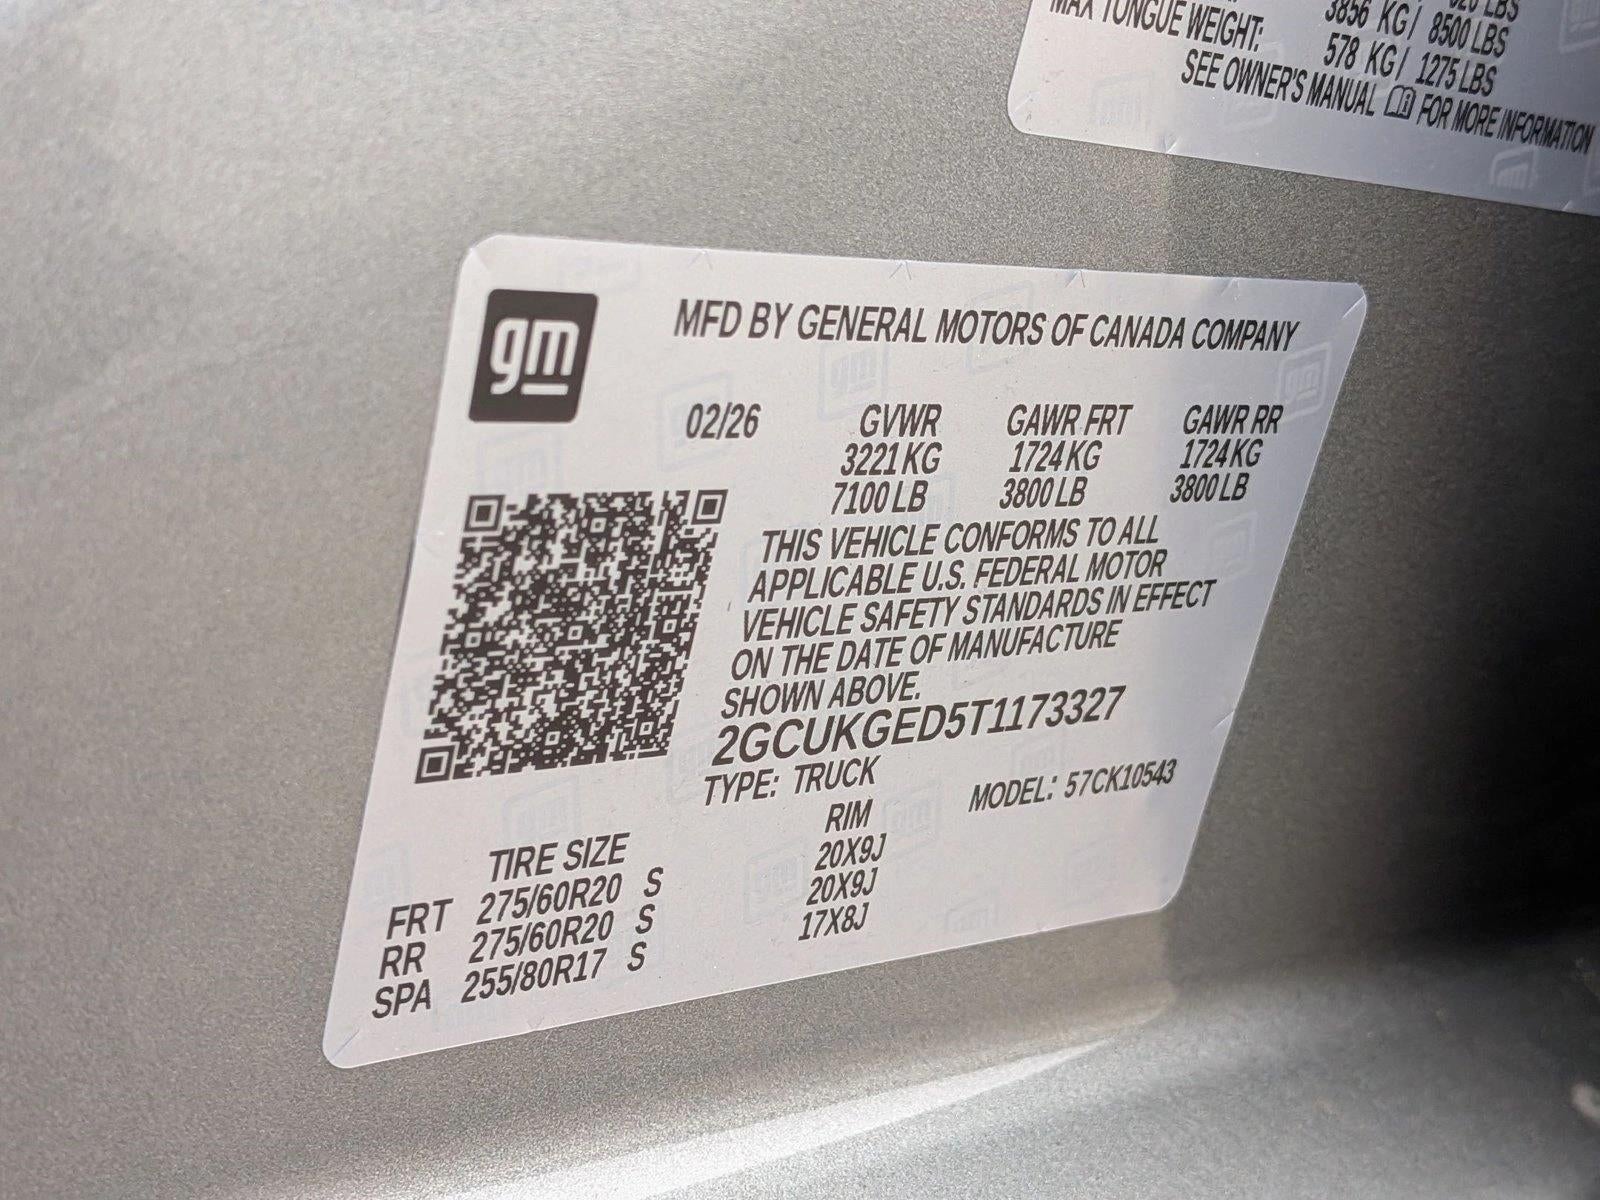 LBS
3856 KG/ 8500 LBS
MAX TONGUE WEIGHT: 578 KG/ 1275 LBS
SEE OWNER'S MANUAL FOR MORE INFORMATION
gm
MFD BY GENERAL MOTORS OF CANADA COMPANY
02/26 GVWR GAWR FRT GAWR RR
3221 KG 1724 KG 1724 KG
7100 LB 3800 LB 3800 LB
THIS VEHICLE CONFORMS TO ALL
APPLICABLE U.S. FEDERAL MOTOR
VEHICLE SAFETY STANDARDS IN EFFECT
ON THE DATE OF MANUFACTURE
SHOWN ABOVE.
2GCUKGED5T1173327
TYPE: TRUCK MODEL: 57CK10543
TIRE SIZE RIM
FRT 275/60R20 S 20X9J
RR 275/60R20 S 20X9J
SPA 255/80R17 S 17X8J